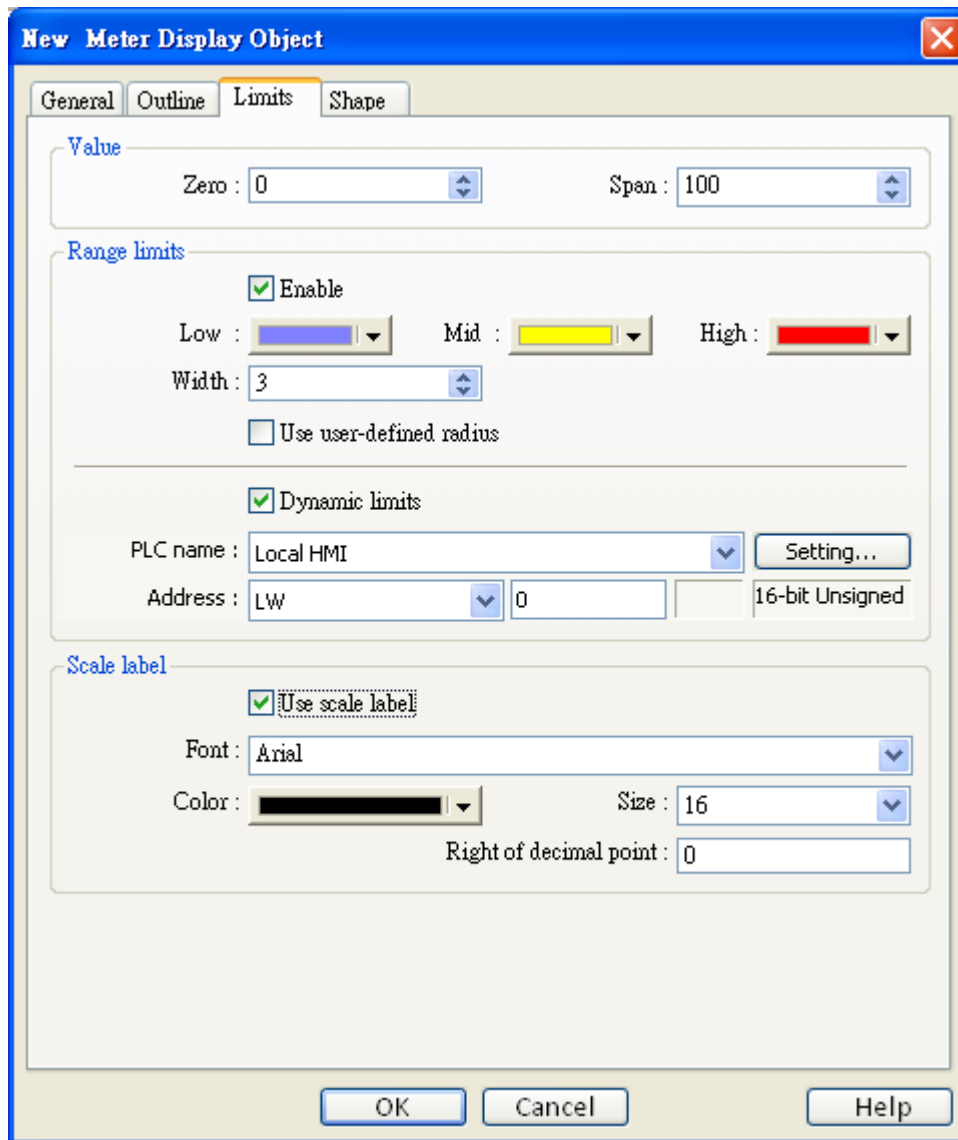 New Meter Display Object
General Outline Limits Shape
Value
Zero : 0 Span : 100
Range limits
Enable
Low : Mid : High :
Width : 3
Use user-defined radius
Dynamic limits
PLC name : Local HMI Setting...
Address : LW 0 16-bit Unsigned
Scale label
Use scale label
Font : Arial
Color : Size : 16
Right of decimal point : 0
OK Cancel Help